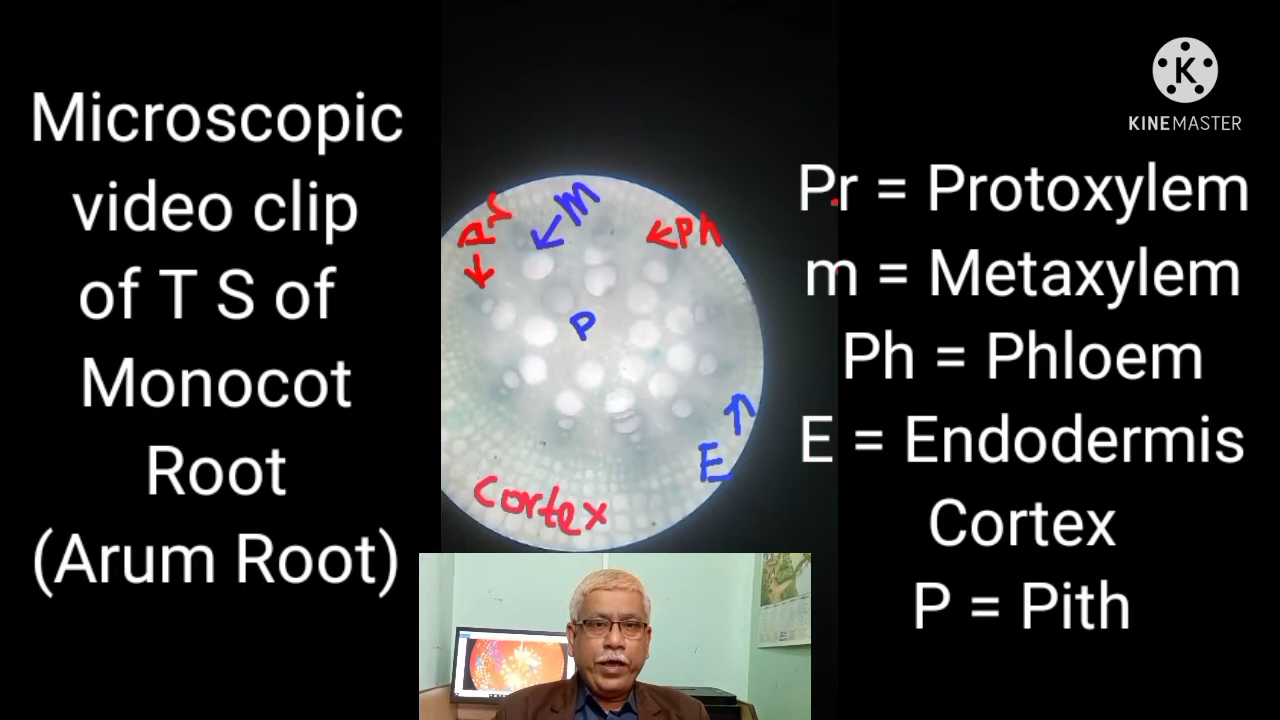 Microscopic
video clip
of T S of
Monocot
Root
(Arum Root)
Pr
M
Ph
P
E
Cortex
K
KINEMASTER
Pr = Protoxylem
m = Metaxylem
Ph = Phloem
E = Endodermis
Cortex
P = Pith